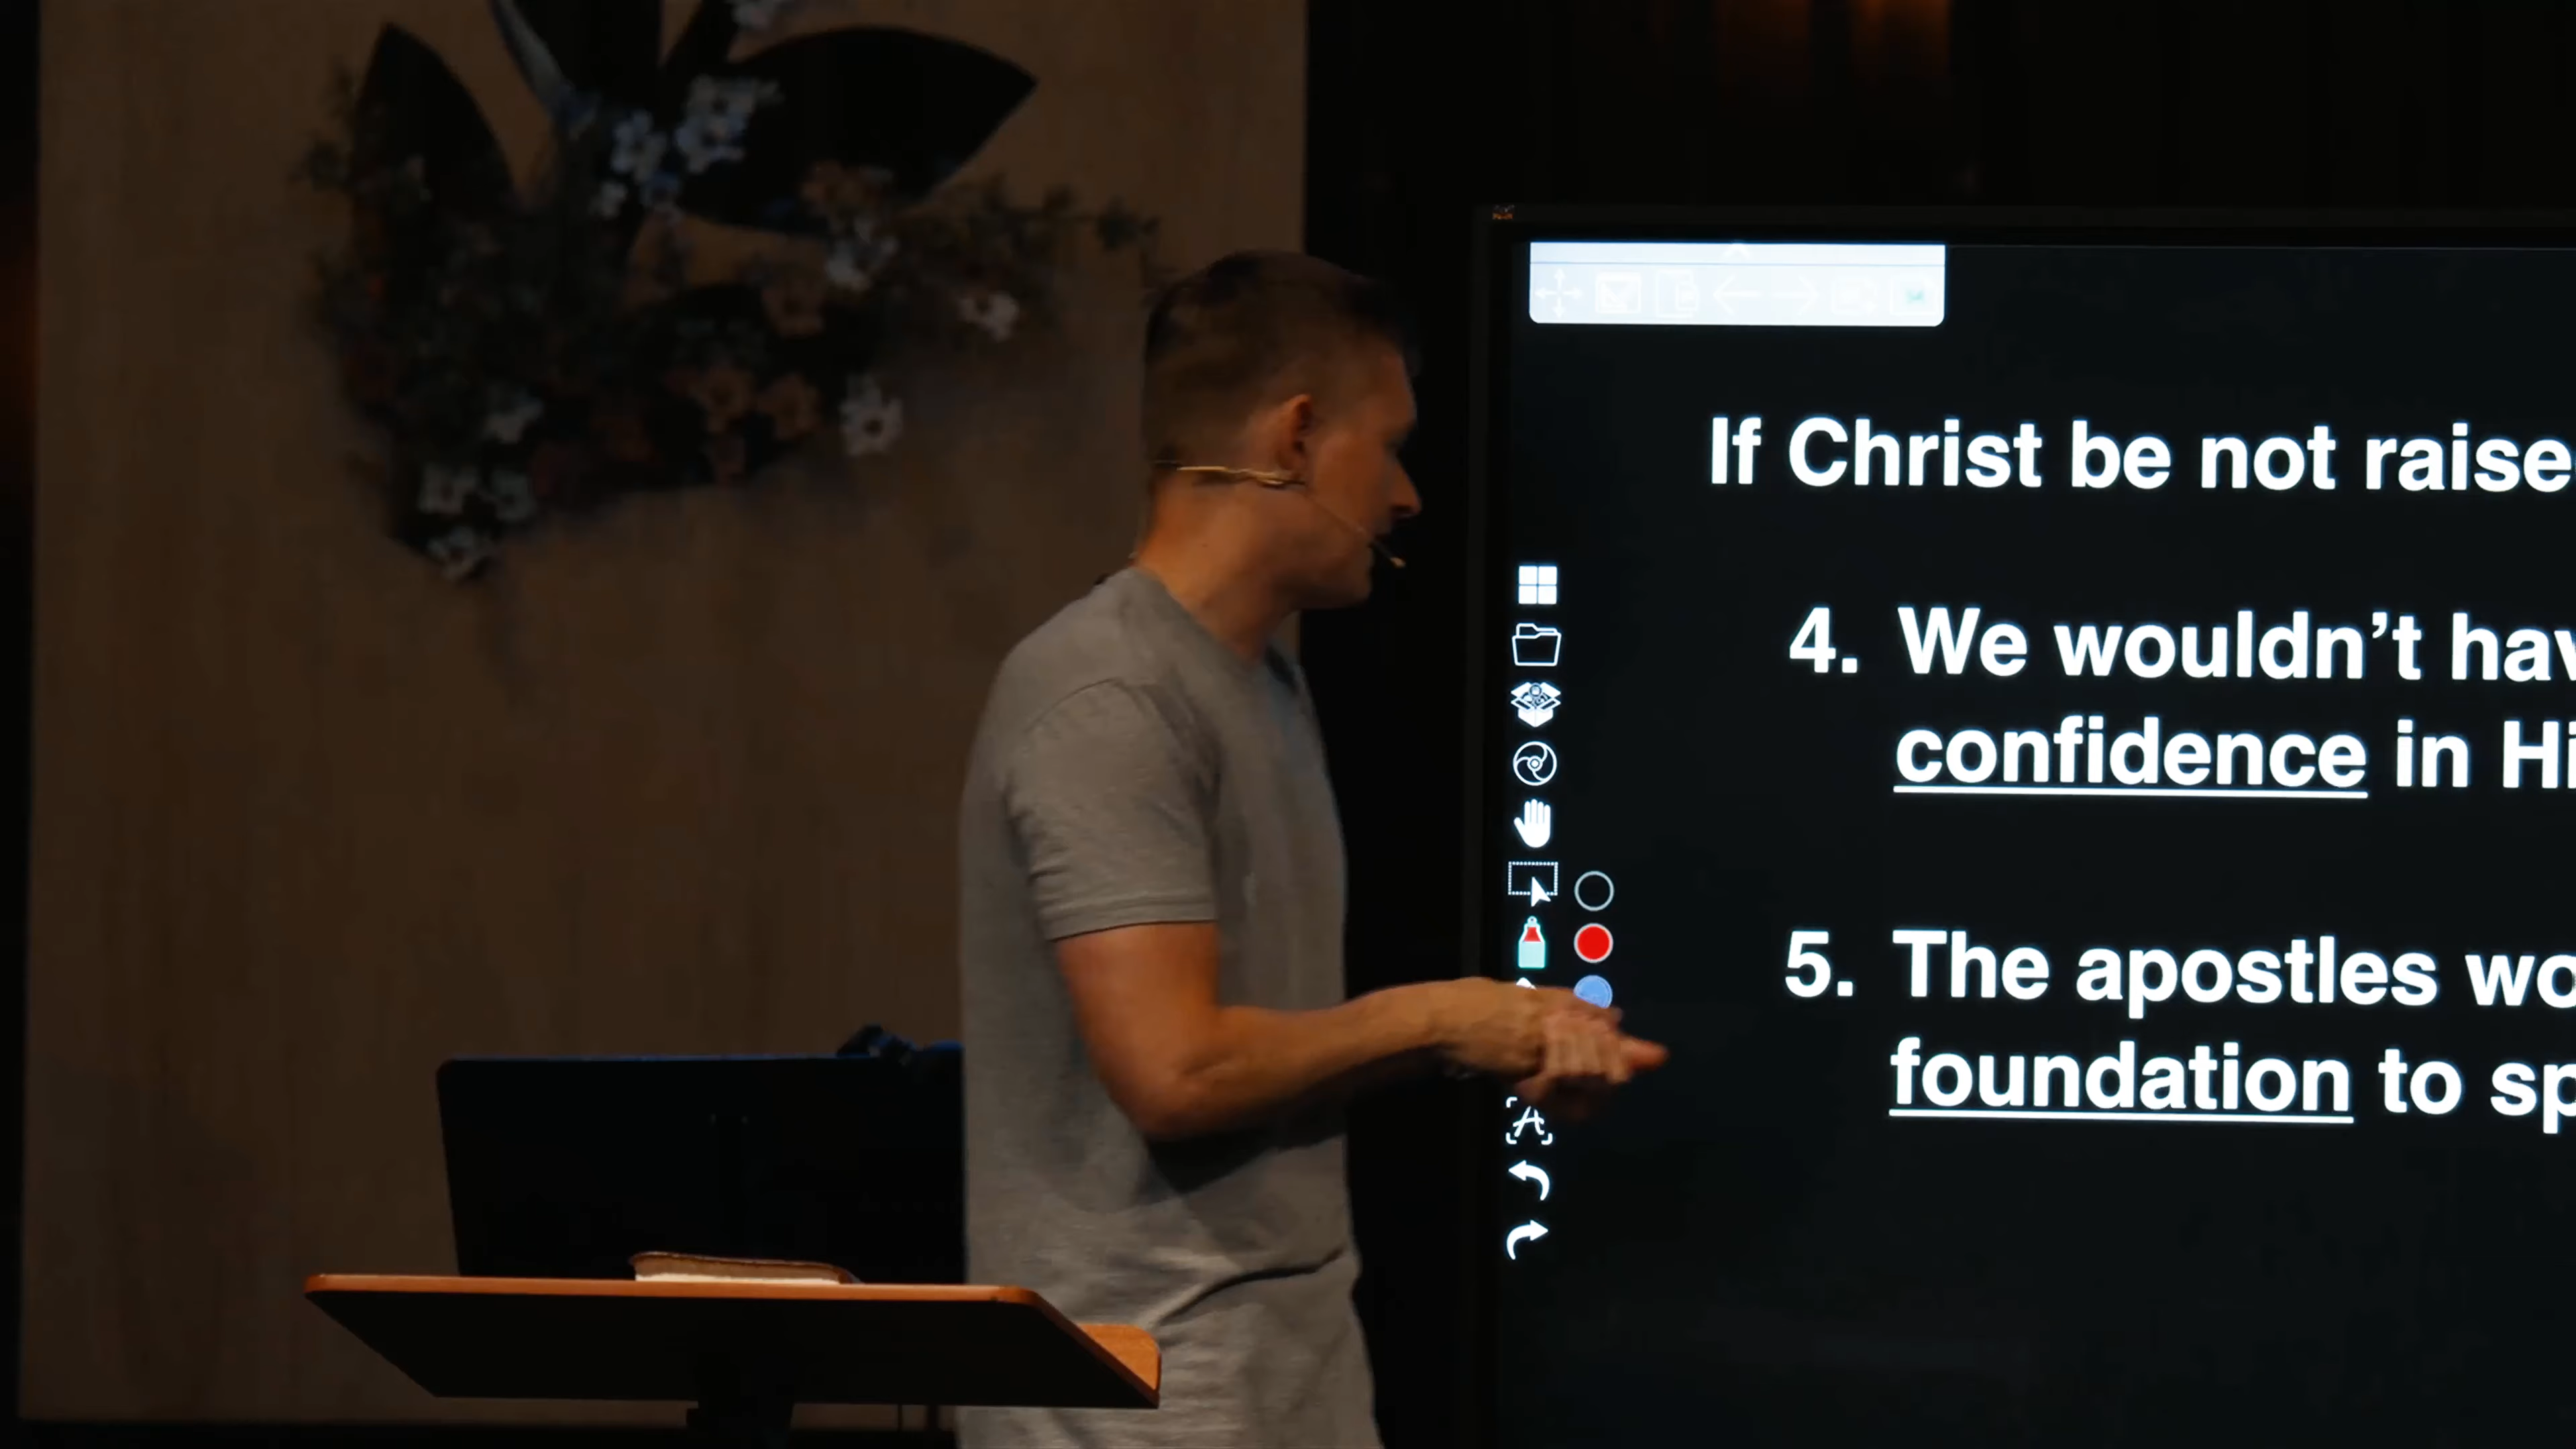 If Christ be not raise
4. We wouldn't hav
confidence in Hi
5. The apostles wo
foundation to sp